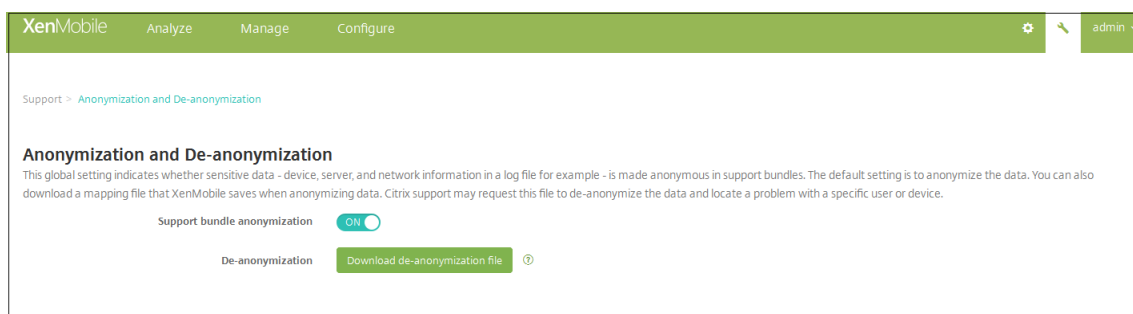 XenMobile Analyze Manage Configure admin
Support > Anonymization and De-anonymization
Anonymization and De-anonymization
This global setting indicates whether sensitive data - device, server, and network information in a log file for example - is made anonymous in support bundles. The default setting is to anonymize the data. You can also
download a mapping file that XenMobile saves when anonymizing data. Citrix support may request this file to de-anonymize the data and locate a problem with a specific user or device.
Support bundle anonymization ON
De-anonymization Download de-anonymization file ?